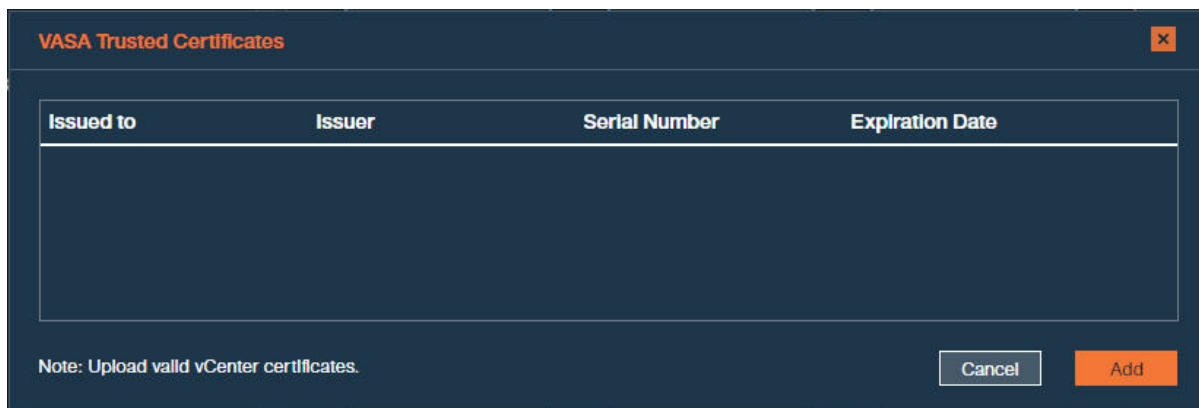 VASA Trusted Certificates
Issued to Issuer Serial Number Expiration Date
Note: Upload valid vCenter certificates.
Cancel Add